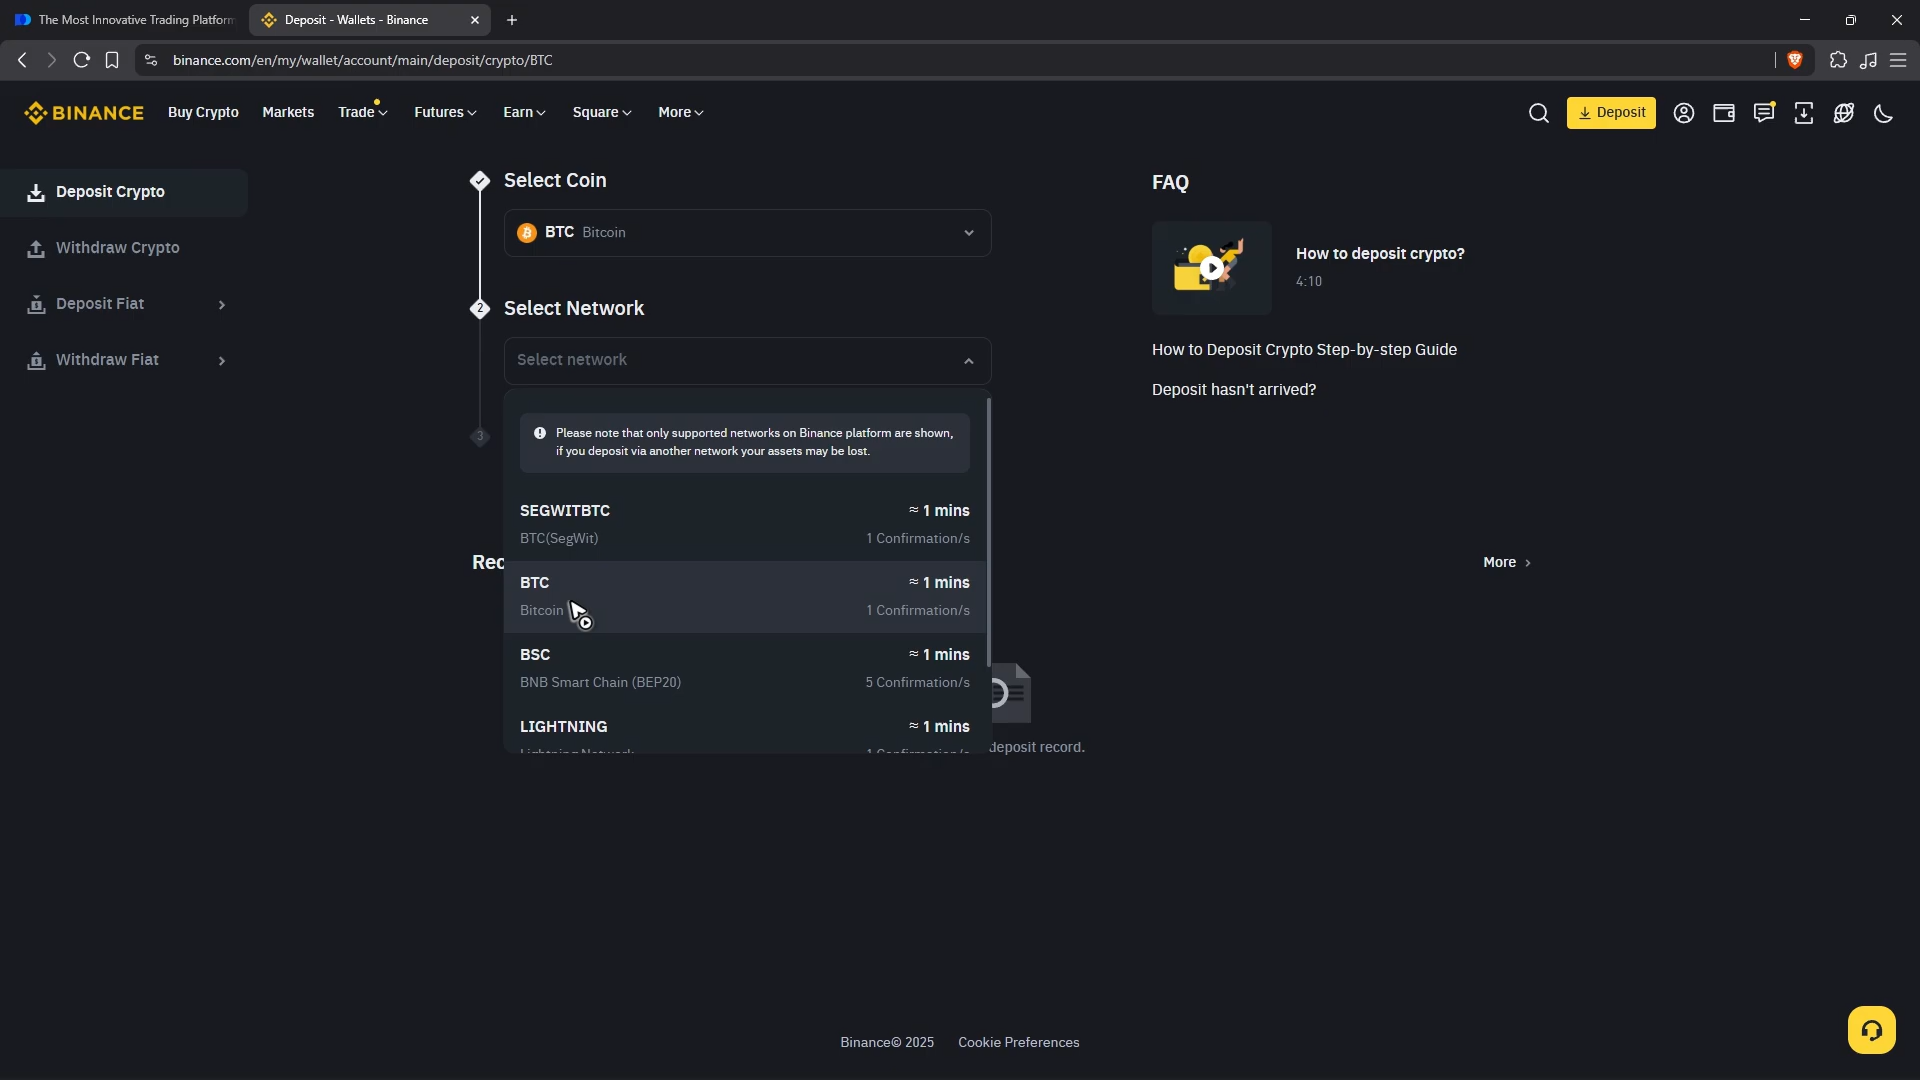 The Most Innovative Trading Platform
Deposit - Wallets - Binance
binance.com/en/my/wallet/account/main/deposit/crypto/BTC
BINANCE
Buy Crypto
Markets
Trade
Futures
Earn
Square
More
Deposit
Deposit Crypto
Withdraw Crypto
Deposit Fiat
Withdraw Fiat
Select Coin
BTC Bitcoin
2
Select Network
Select network
3
Please note that only supported networks on Binance platform are shown,
if you deposit via another network your assets may be lost.
SEGWITBTC ≈ 1 mins
BTC(SegWit) 1 Confirmation/s
BTC ≈ 1 mins
Bitcoin 1 Confirmation/s
BSC ≈ 1 mins
BNB Smart Chain (BEP20) 5 Confirmation/s
LIGHTNING ≈ 1 mins
Lightning Network 1 Confirmation/s
Rec
More
deposit record.
FAQ
How to deposit crypto?
4:10
How to Deposit Crypto Step-by-step Guide
Deposit hasn't arrived?
Binance© 2025
Cookie Preferences